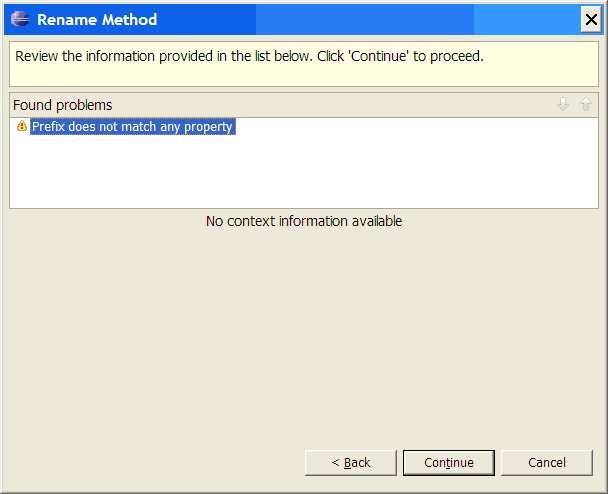 Rename Method
Review the information provided in the list below. Click 'Continue' to proceed.
Found problems
Prefix does not match any property
No context information available
< Back
Continue
Cancel